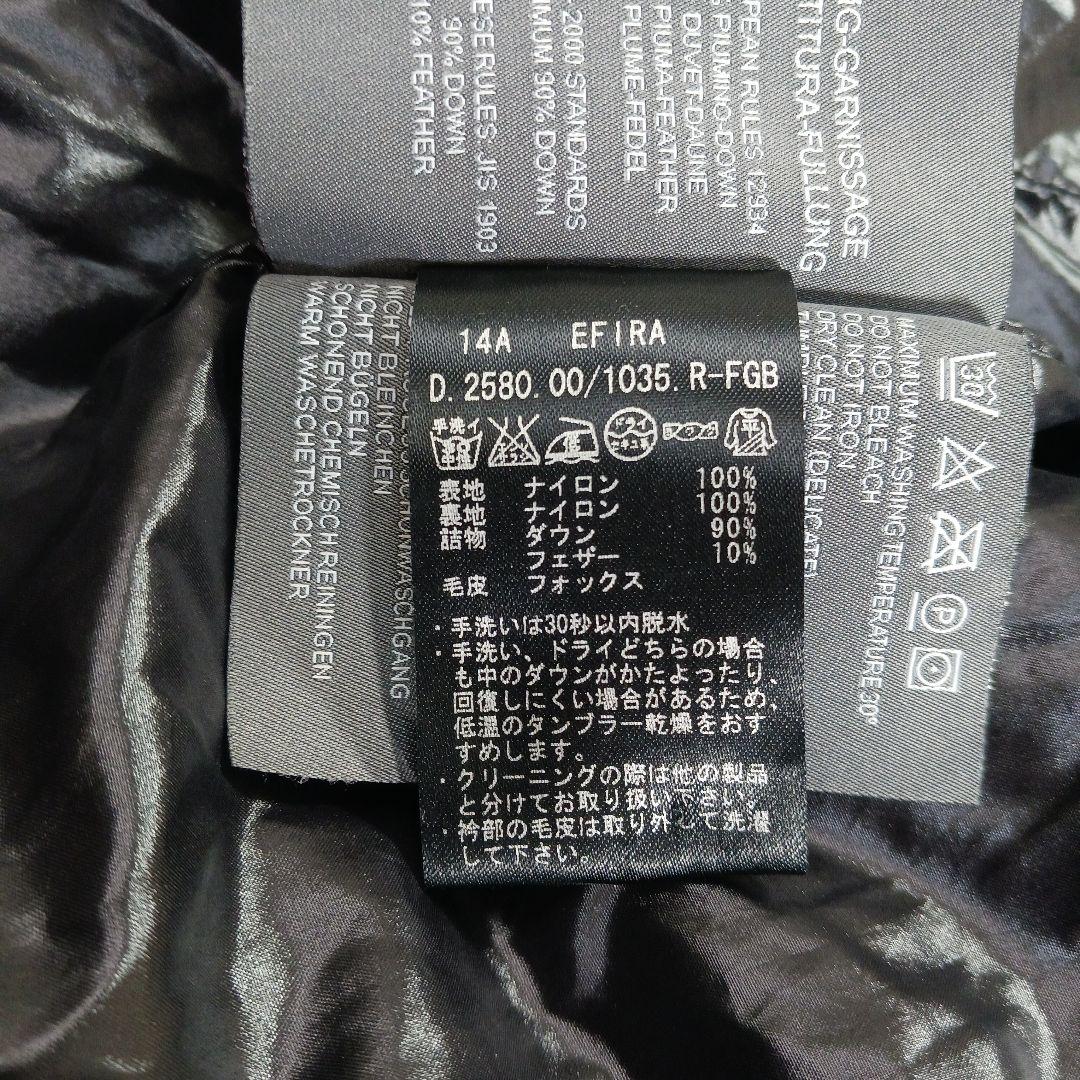 NG-GARNISSAGE
TTITURA-FÜLLUNG
PEAN RULES 12934
PIUMINO-DOWN
DUVET-DAUNE
PIUMA-FEATHER
PLUME-FEDEL
-2000 STANDARDS
MUM 90% DOWN
ESE RULES JIS 1903
90% DOWN
10% FEATHER
14A EFIRA
D.2580.00/1035.R-FGB
手洗イ
ドライ
平
表地 ナイロン 100%
裏地 ナイロン 100%
詰物 ダウン 90%
フェザー 10%
毛皮 フォックス
・手洗いは30秒以内脱水
・手洗い、ドライどちらの場合
も中のダウンがかたよったり、
回復しにくい場合があるため、
低温のタンブラー乾燥をおす
すめします。
・クリーニングの際は他の製品
と分けてお取り扱い下さい。
・衿部の毛皮は取り外して洗濯
して下さい。
30
P
MAXIMUM WASHING TEMPERATURE 30°
DO NOT BLEACH
DO NOT IRON
DRY CLEAN (DELICATE)
SCHONWASCHGANG
NICHT BLEINCHEN
NICHT BÜGELN
SCHONEND CHEMISCH REINNINGEN
WARM WASCHETROCKNER